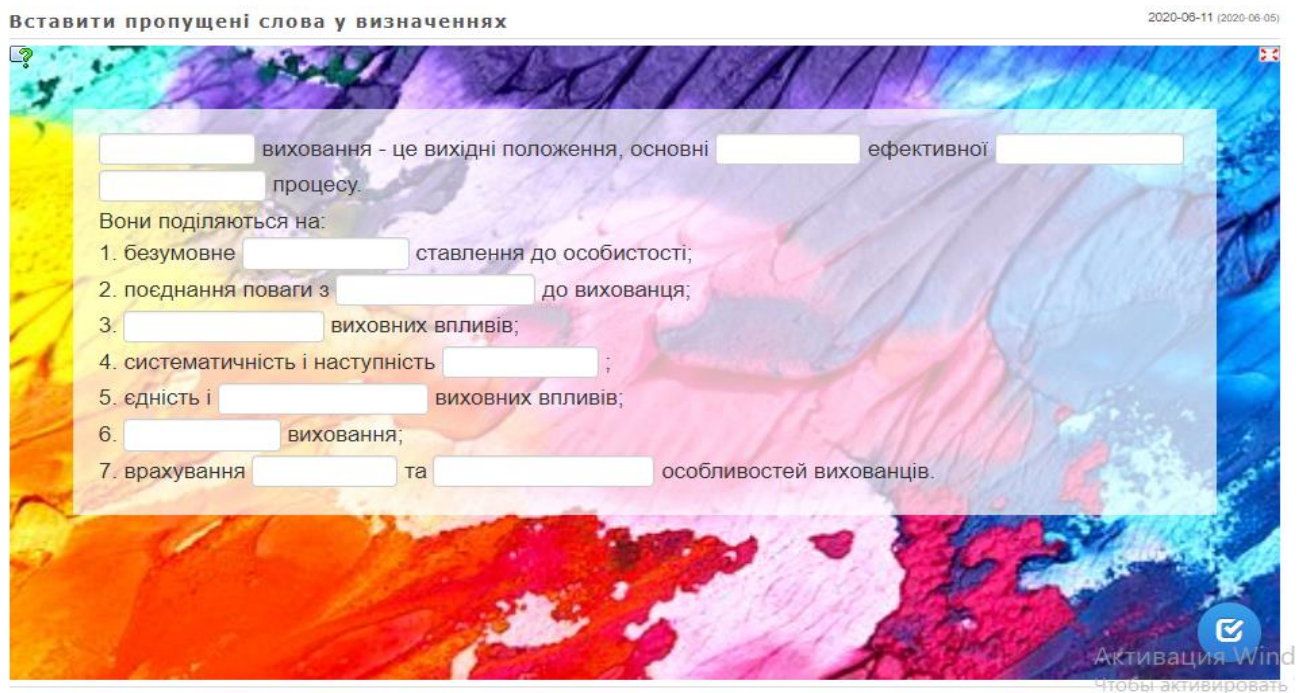 Вставити пропущені слова у визначеннях
2020-06-11 (2020-06-05)
виховання - це вихідні положення, основні ефективної
процесу.
Вони поділяються на:
1. безумовне ставлення до особистості;
2. поєднання поваги з до вихованця;
3. виховних впливів;
4. систематичність і наступність ;
5. єдність і виховних впливів;
6. виховання;
7. врахування та особливостей вихованців.
Активация Wind
Чтобы активировать